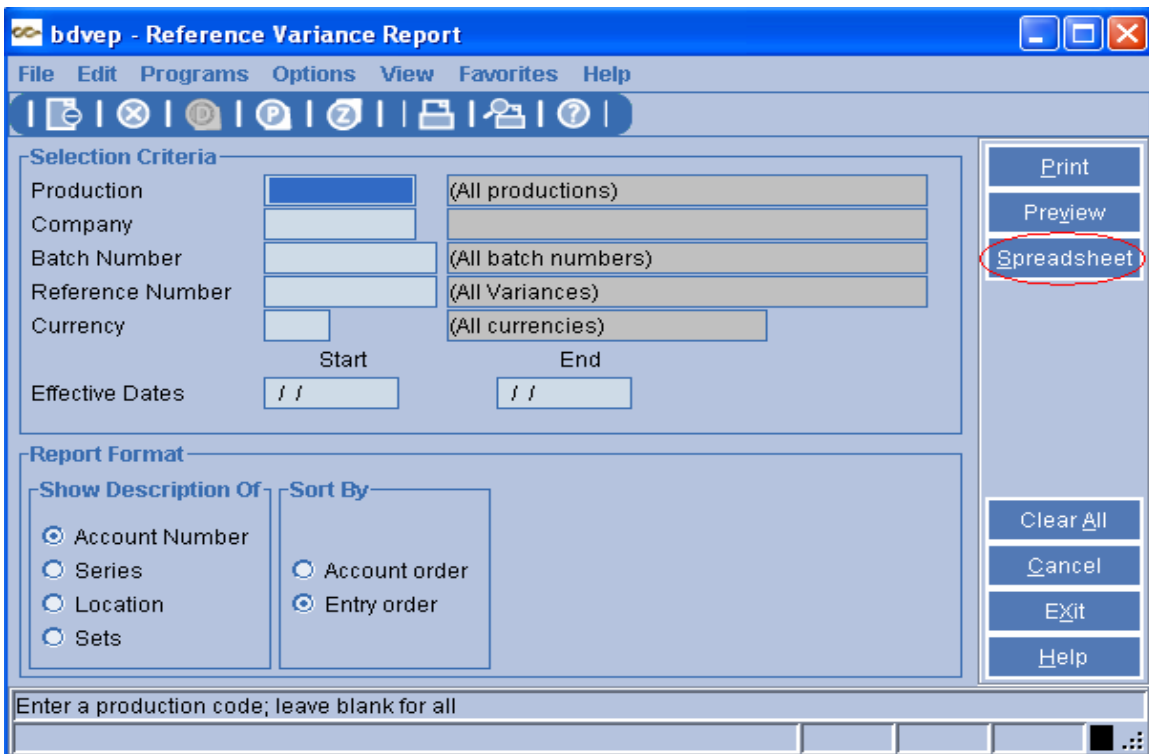 bdvep - Reference Variance Report
File Edit Programs Options View Favorites Help
D P Z ?
Selection Criteria
Production (All productions)
Company
Batch Number (All batch numbers)
Reference Number (All Variances)
Currency (All currencies)
Start End
Effective Dates / / / /
Report Format
Show Description Of
Account Number
Series
Location
Sets
Sort By
Account order
Entry order
Print
Preview
Spreadsheet
Clear All
Cancel
EXit
Help
Enter a production code; leave blank for all